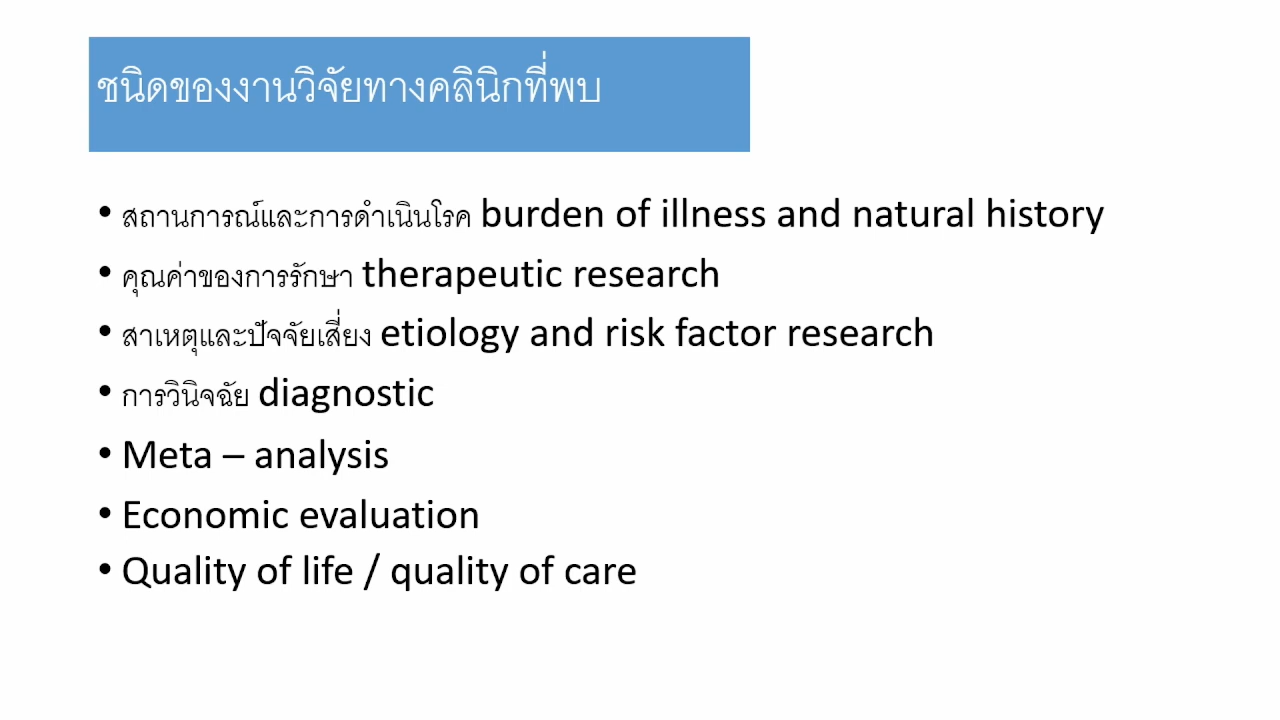 ชนิดของงานวิจัยทางคลินิกที่พบ
• สถานการณ์และการดำเนินโรค burden of illness and natural history
• คุณค่าของการรักษา therapeutic research
• สาเหตุและปัจจัยเสี่ยง etiology and risk factor research
• การวินิจฉัย diagnostic
• Meta – analysis
• Economic evaluation
• Quality of life / quality of care